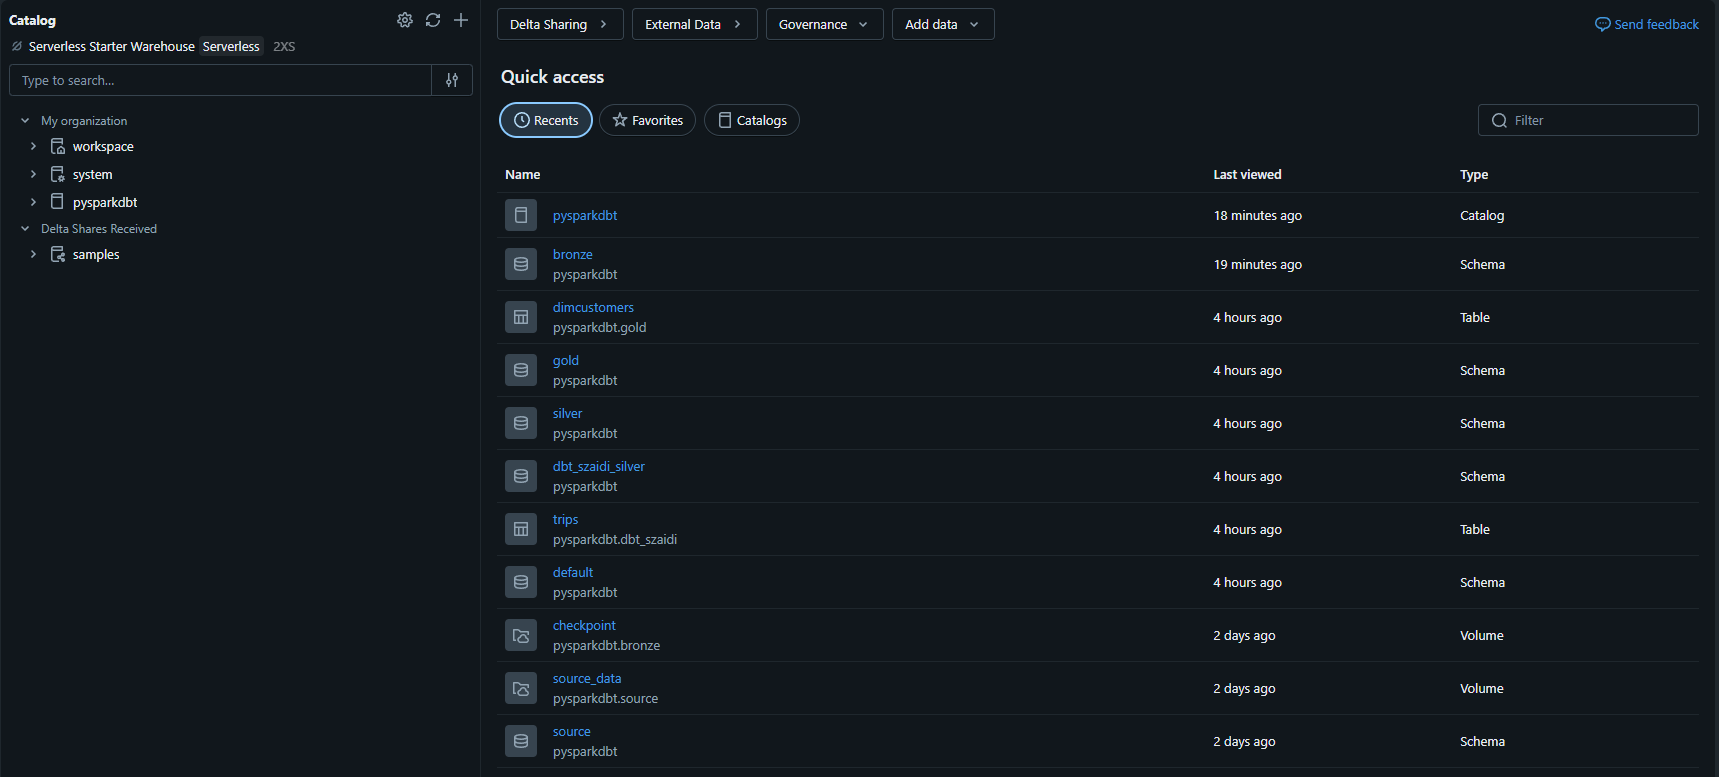 Catalog
Serverless Starter Warehouse Serverless 2XS
Type to search...
My organization
workspace
system
pysparkdbt
Delta Shares Received
samples
Delta Sharing
External Data
Governance
Add data
Send feedback
Quick access
Recents
Favorites
Catalogs
Filter
Name Last viewed Type
pysparkdbt 18 minutes ago Catalog
bronze
pysparkdbt
19 minutes ago Schema
dimcustomers
pysparkdbt.gold
4 hours ago Table
gold
pysparkdbt
4 hours ago Schema
silver
pysparkdbt
4 hours ago Schema
dbt_szaidi_silver
pysparkdbt
4 hours ago Schema
trips
pysparkdbt.dbt_szaidi
4 hours ago Table
default
pysparkdbt
4 hours ago Schema
checkpoint
pysparkdbt.bronze
2 days ago Volume
source_data
pysparkdbt.source
2 days ago Volume
source
pysparkdbt
2 days ago Schema